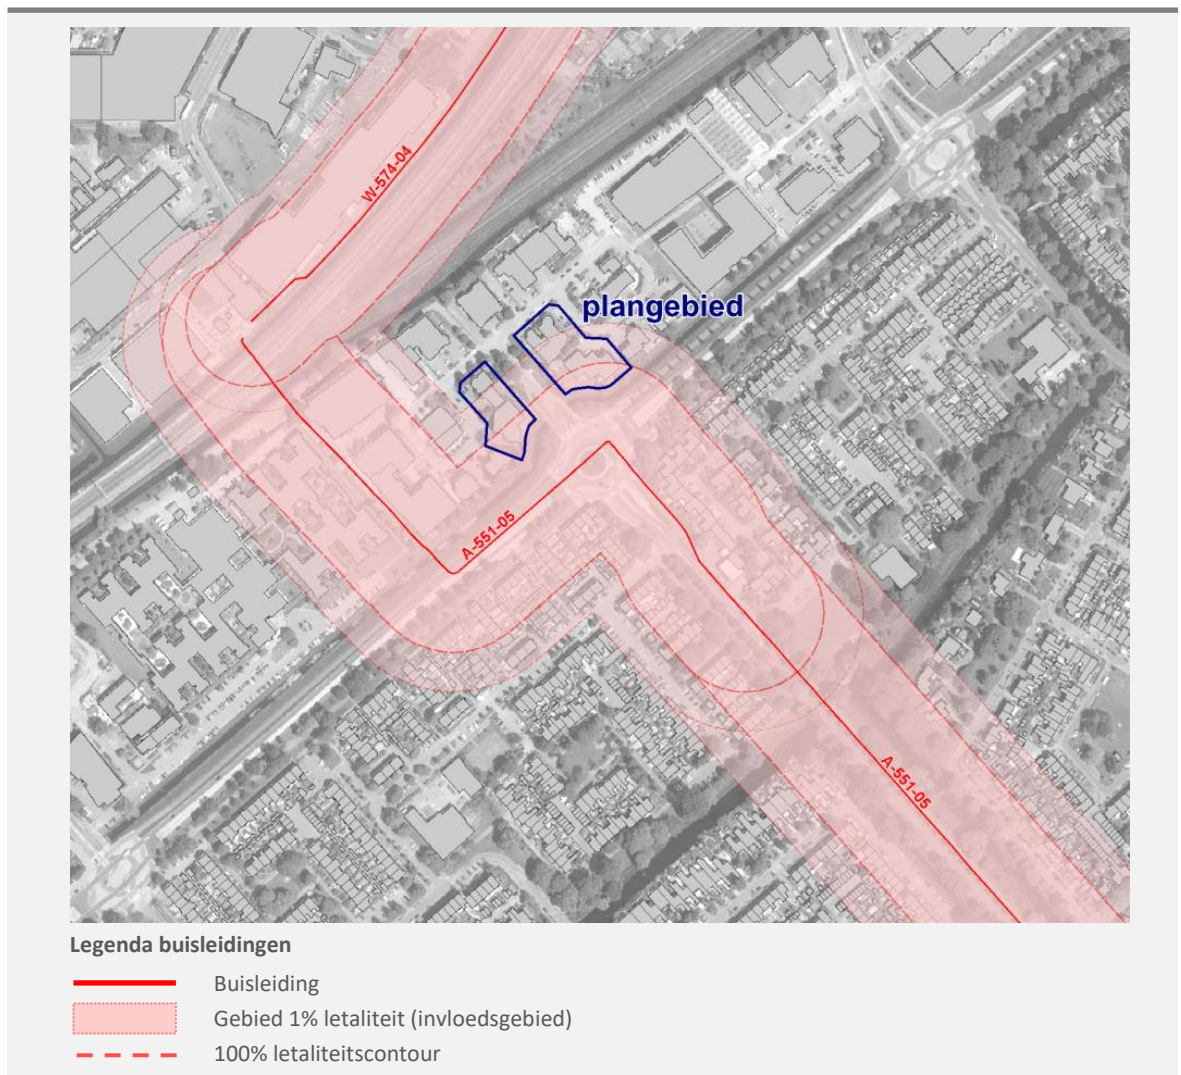 W-574-04
plangebied
A-551-05
A-551-05
Legenda buisleidingen
Buisleiding
Gebied 1% letaliteit (invloedsgebied)
100% letaliteitscontour